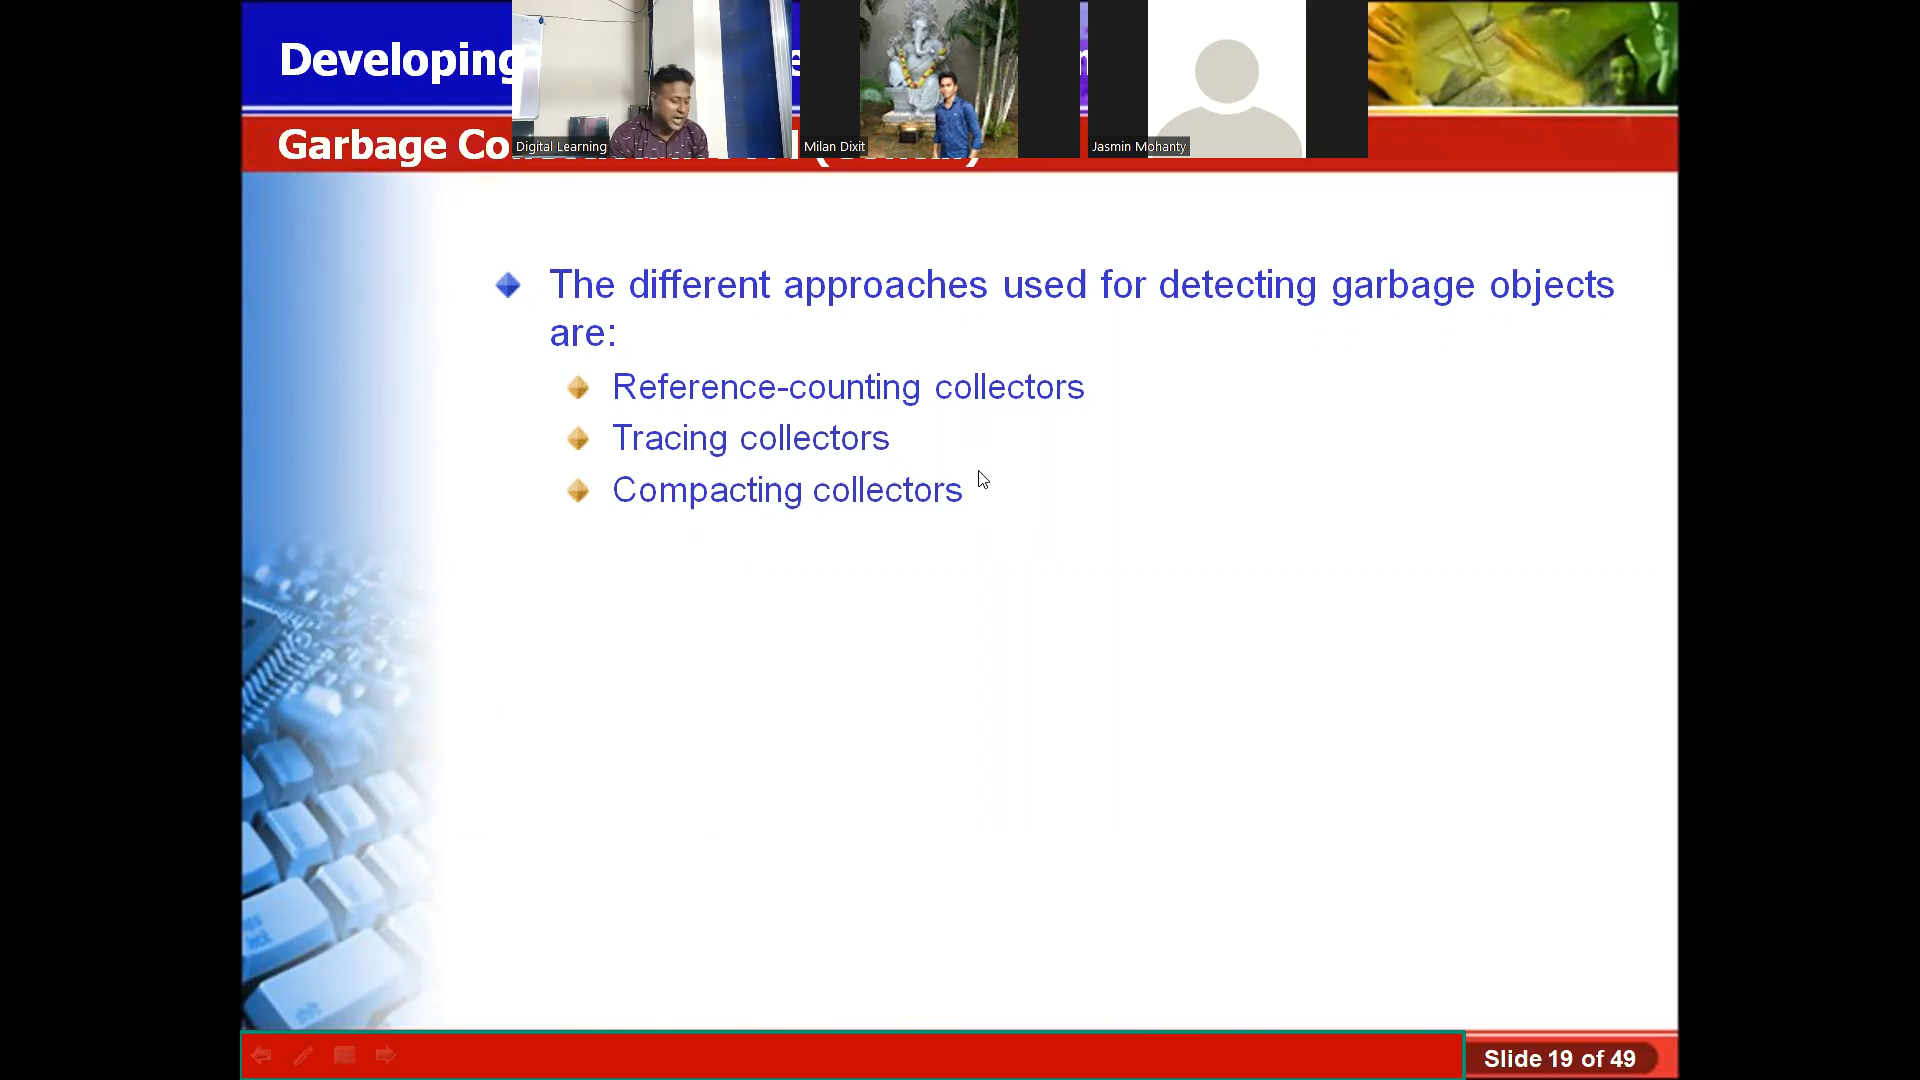 Developing
Garbage Co
Digital Learning
Milan Dixit
Jasmin Mohanty
The different approaches used for detecting garbage objects
are:
Reference-counting collectors
Tracing collectors
Compacting collectors
Slide 19 of 49